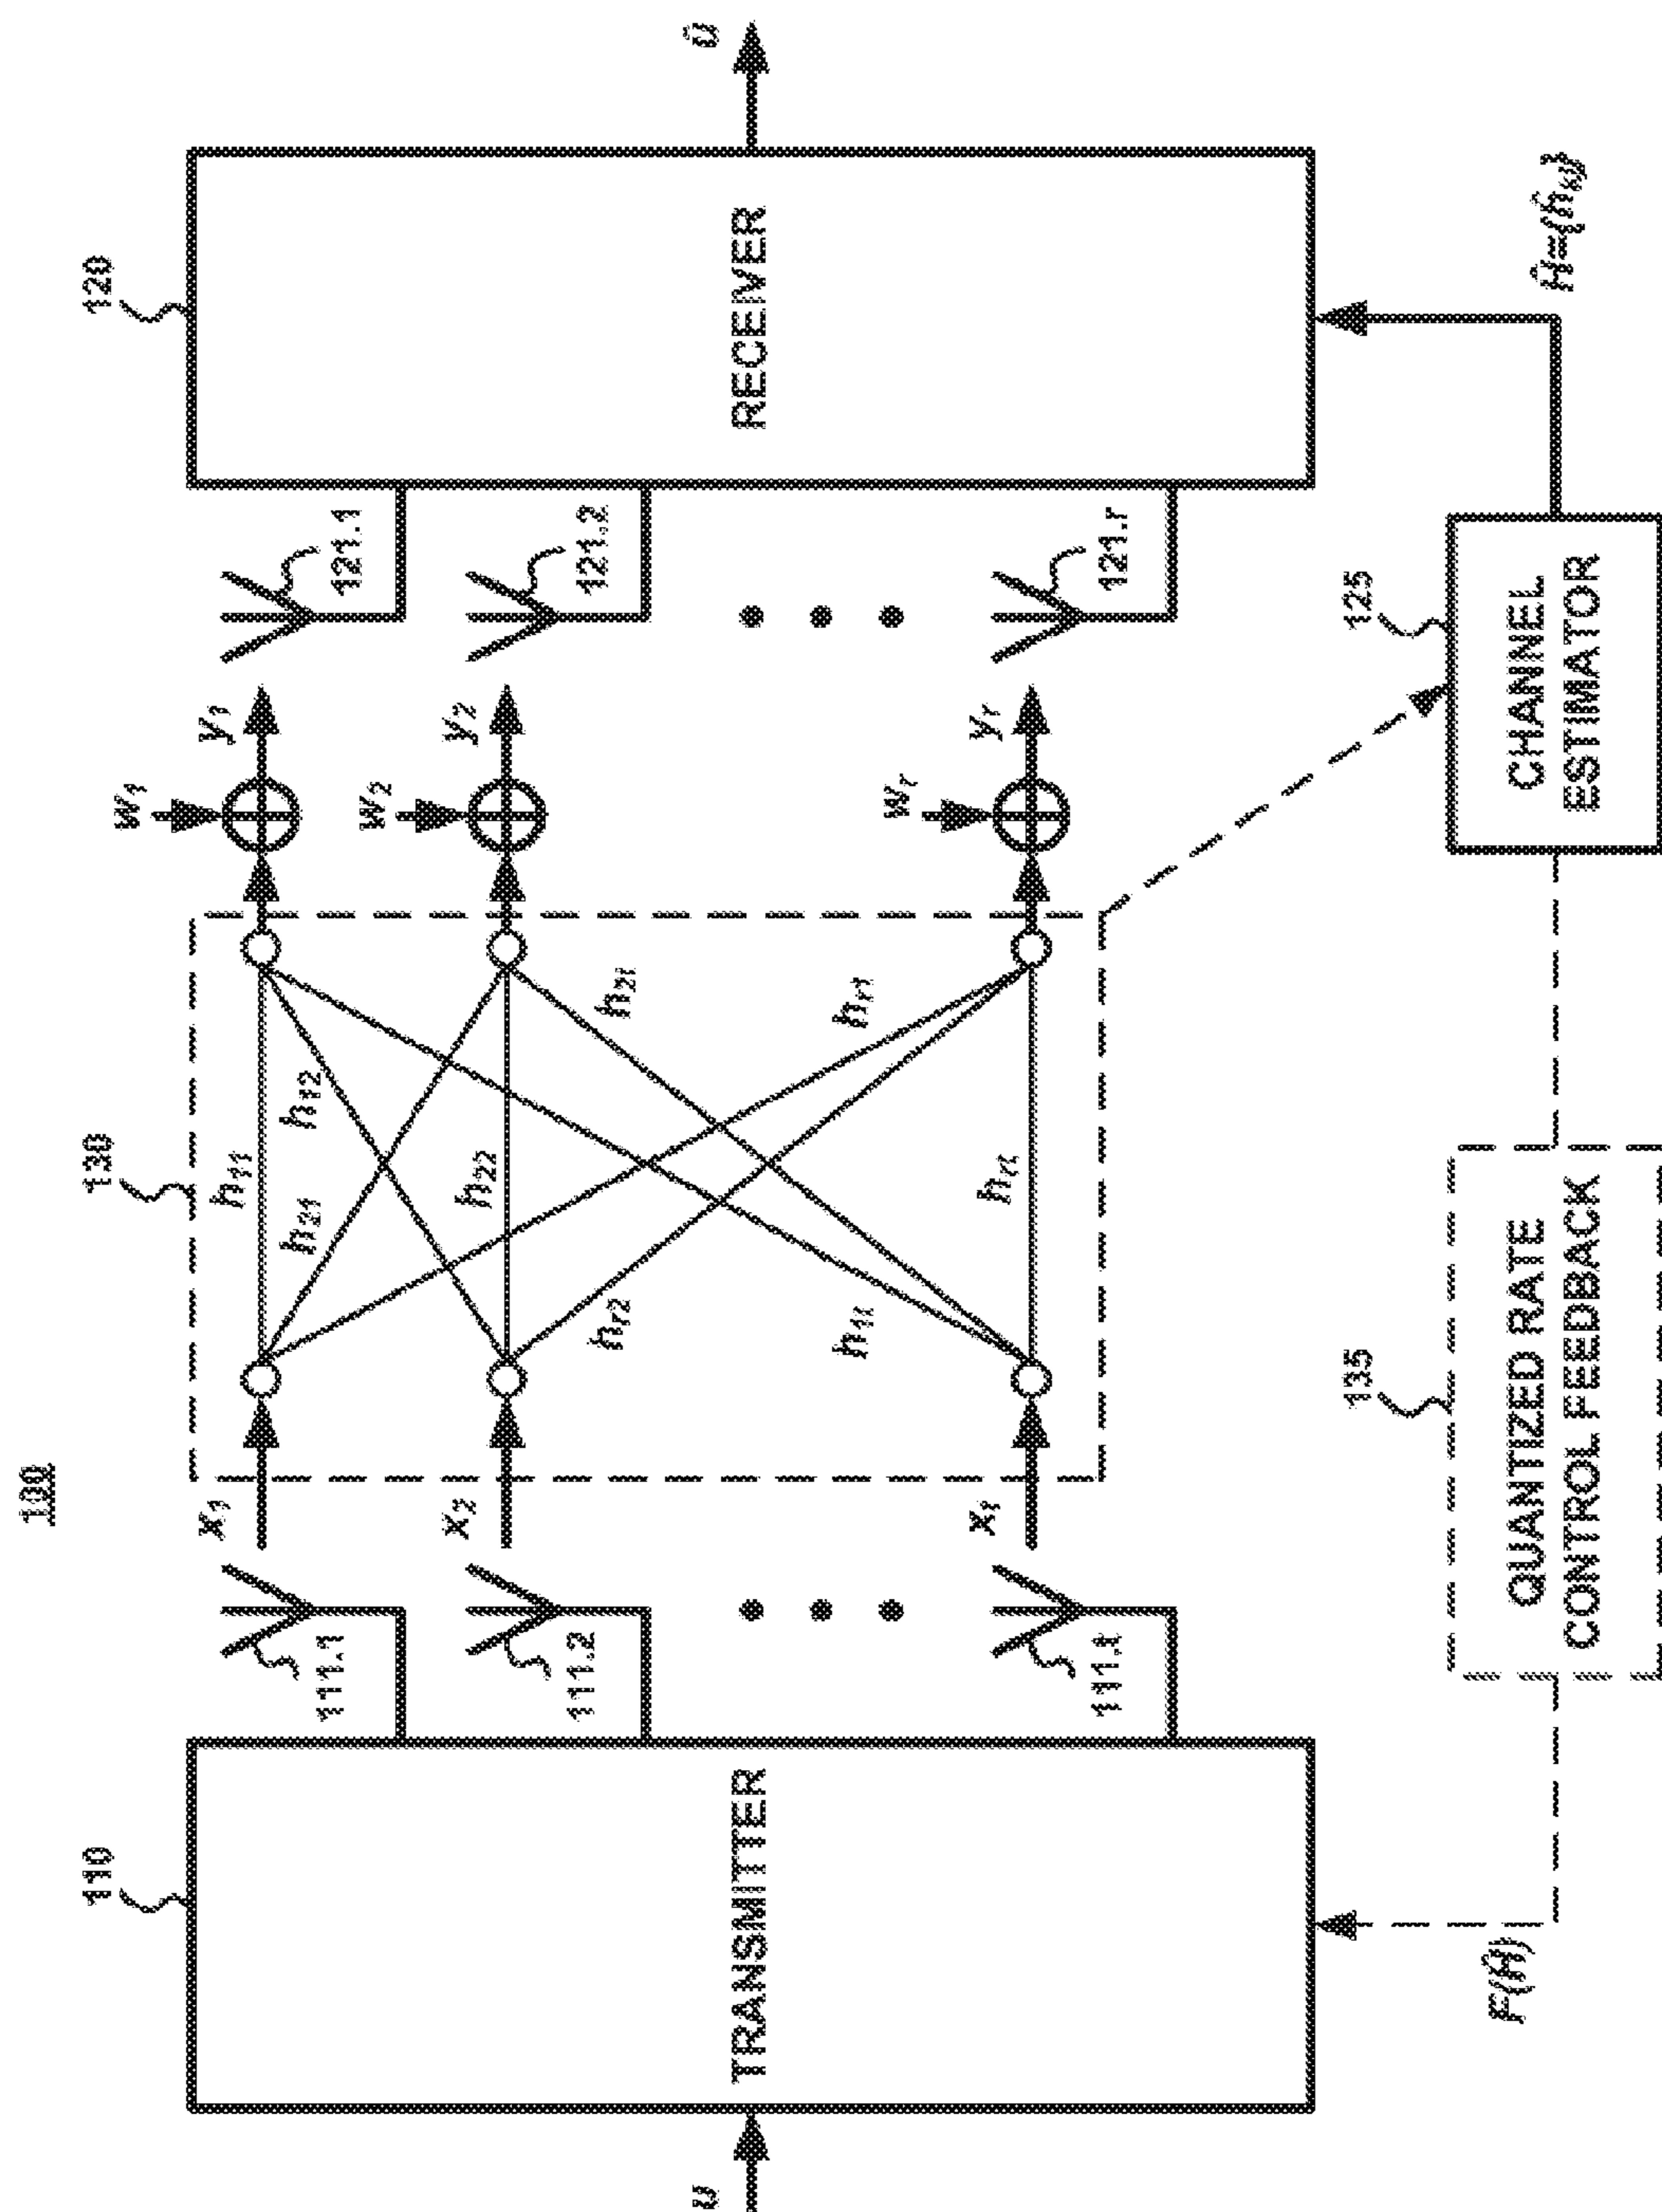 100
110
130
120
u
TRANSMITTER
111.1
111.2
111.t
x1
x2
xt
h11
h21
h12
h22
hr2
h1t
h2t
hr1
hrt
w1
w2
wr
y1
y2
yr
121.1
121.2
121.r
RECEIVER
û
135
QUANTIZED RATE
CONTROL FEEDBACK
125
CHANNEL
ESTIMATOR
F(Ĥ)